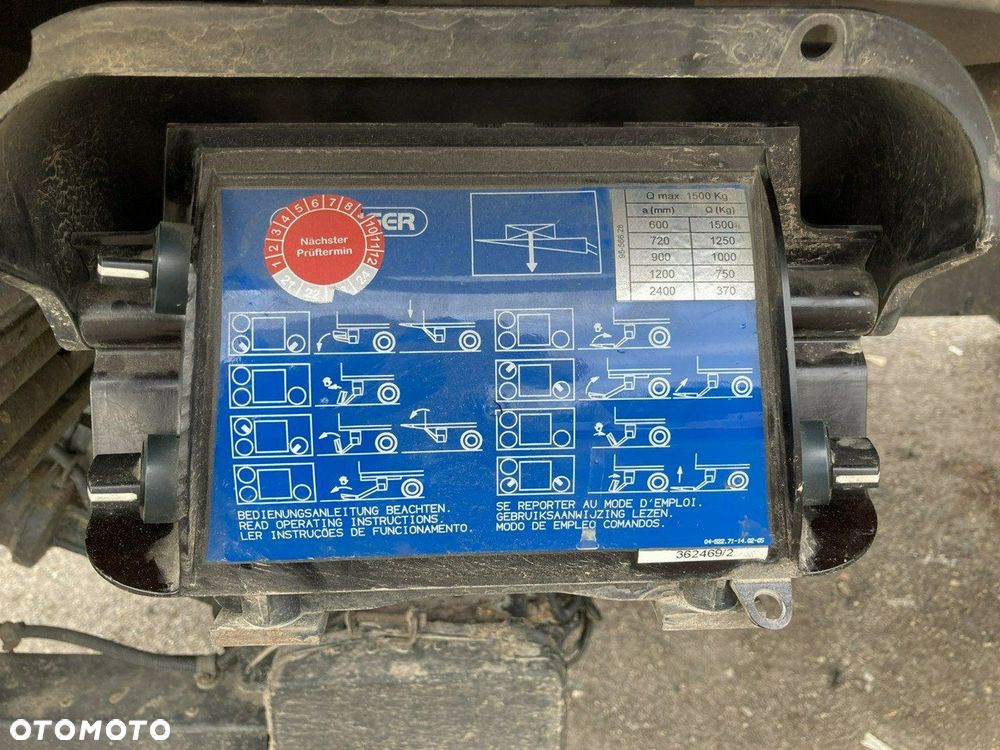 GER
1 2 3 4 5 6 7 8 10 11 12
Nächster
Prüftermin
21 22 24
95-566.28
Q max. 1500 Kg
a (mm) Q (Kg)
600 1500
720 1250
900 1000
1200 750
2400 370
BEDIENUNGSANLEITUNG BEACHTEN.
READ OPERATING INSTRUCTIONS.
LER INSTRUÇÕES DE FUNCIONAMENTO.
SE REPORTER AU MODE D'EMPLOI.
GEBRUIKSAANWIJZING LEZEN.
MODO DE EMPLEO COMANDOS.
04-522.71-14.02-05
362469/2
OTOMOTO